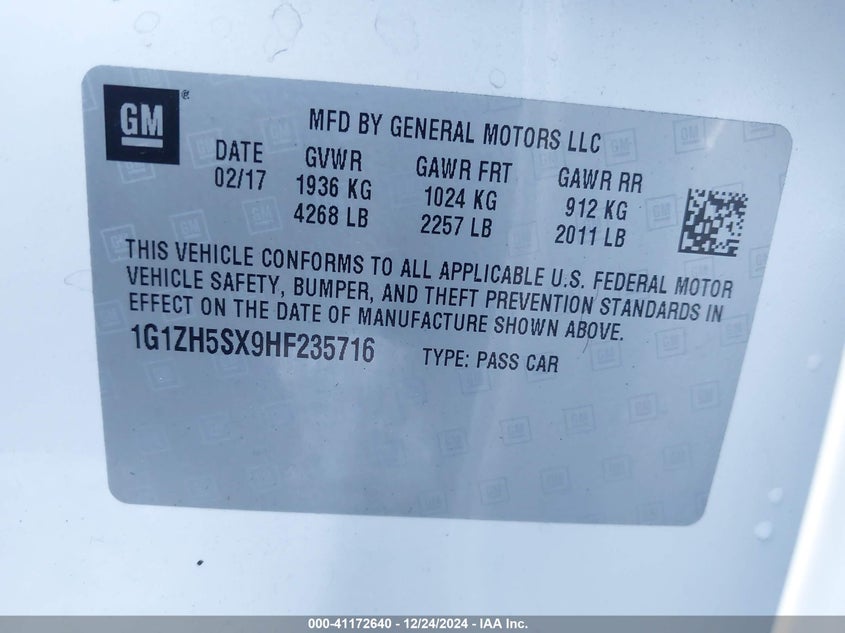 GM ®
MFD BY GENERAL MOTORS LLC
DATE GVWR GAWR FRT GAWR RR
02/17 1936 KG 1024 KG 912 KG
4268 LB 2257 LB 2011 LB
THIS VEHICLE CONFORMS TO ALL APPLICABLE U.S. FEDERAL MOTOR
VEHICLE SAFETY, BUMPER, AND THEFT PREVENTION STANDARDS IN
EFFECT ON THE DATE OF MANUFACTURE SHOWN ABOVE.
1G1ZH5SX9HF235716 TYPE: PASS CAR
000-41172640 - 12/24/2024 - IAA Inc.